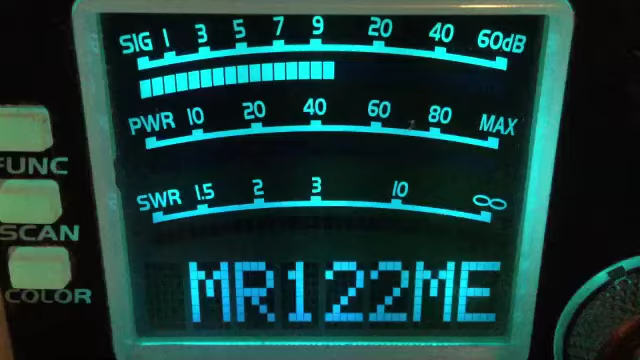 SIG 1 3 5 7 9 20 40 60dB
PWR 10 20 40 60 80 MAX
SWR 1.5 2 3 10 ∞
FUNC
SCAN
COLOR
MR122ME